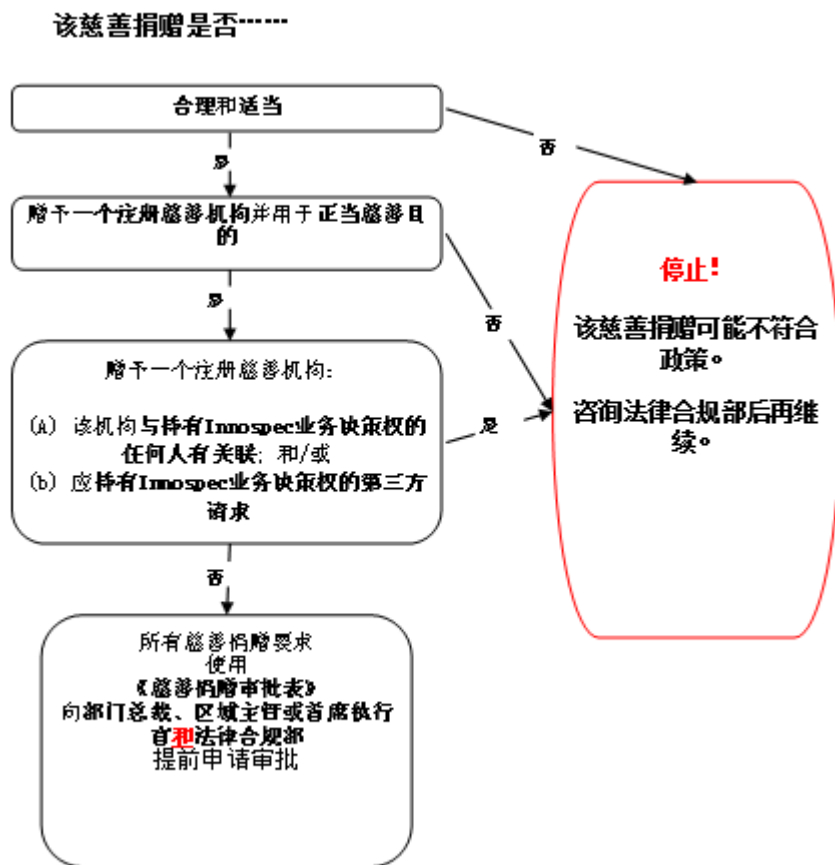 该慈善捐赠是否……
合理和适当
否
是
赠予一个注册慈善机构并用于正当慈善目
的
是
否
赠予一个注册慈善机构：
(A) 该机构与持有Innospec业务决策权的
任何人有关联；和/或
(b) 应持有Innospec业务决策权的第三方
请求
是
否
停止！
该慈善捐赠可能不符合
政策。
咨询法律合规部后再继
续。
所有慈善捐赠要求
使用
《慈善捐赠审批表》
向部门总裁、区域主管或首席执行
官和法律合规部
提前申请审批